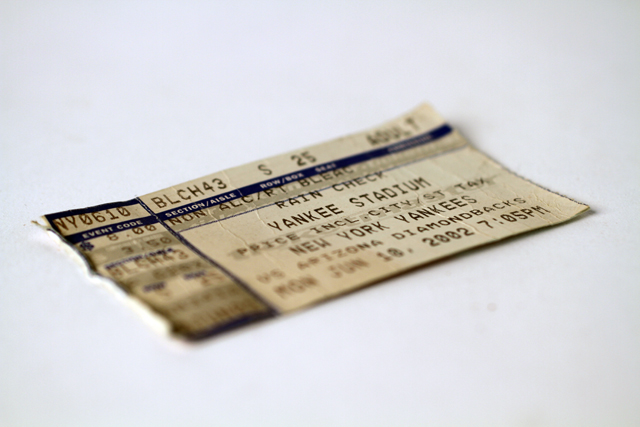 NY0610 BLCH43 S 25 ADULT
EVENT CODE SECTION/AISLE ROW/BOX SEAT
$ 8.00 NON ALC/RT.BLEAC
RAIN CHECK
YANKEE STADIUM
PRICE INCL.CITY/ST TAX
NEW YORK YANKEES
VS ARIZONA DIAMONDBACKS
MON JUN 10, 2002 7:05PM
BLCH43